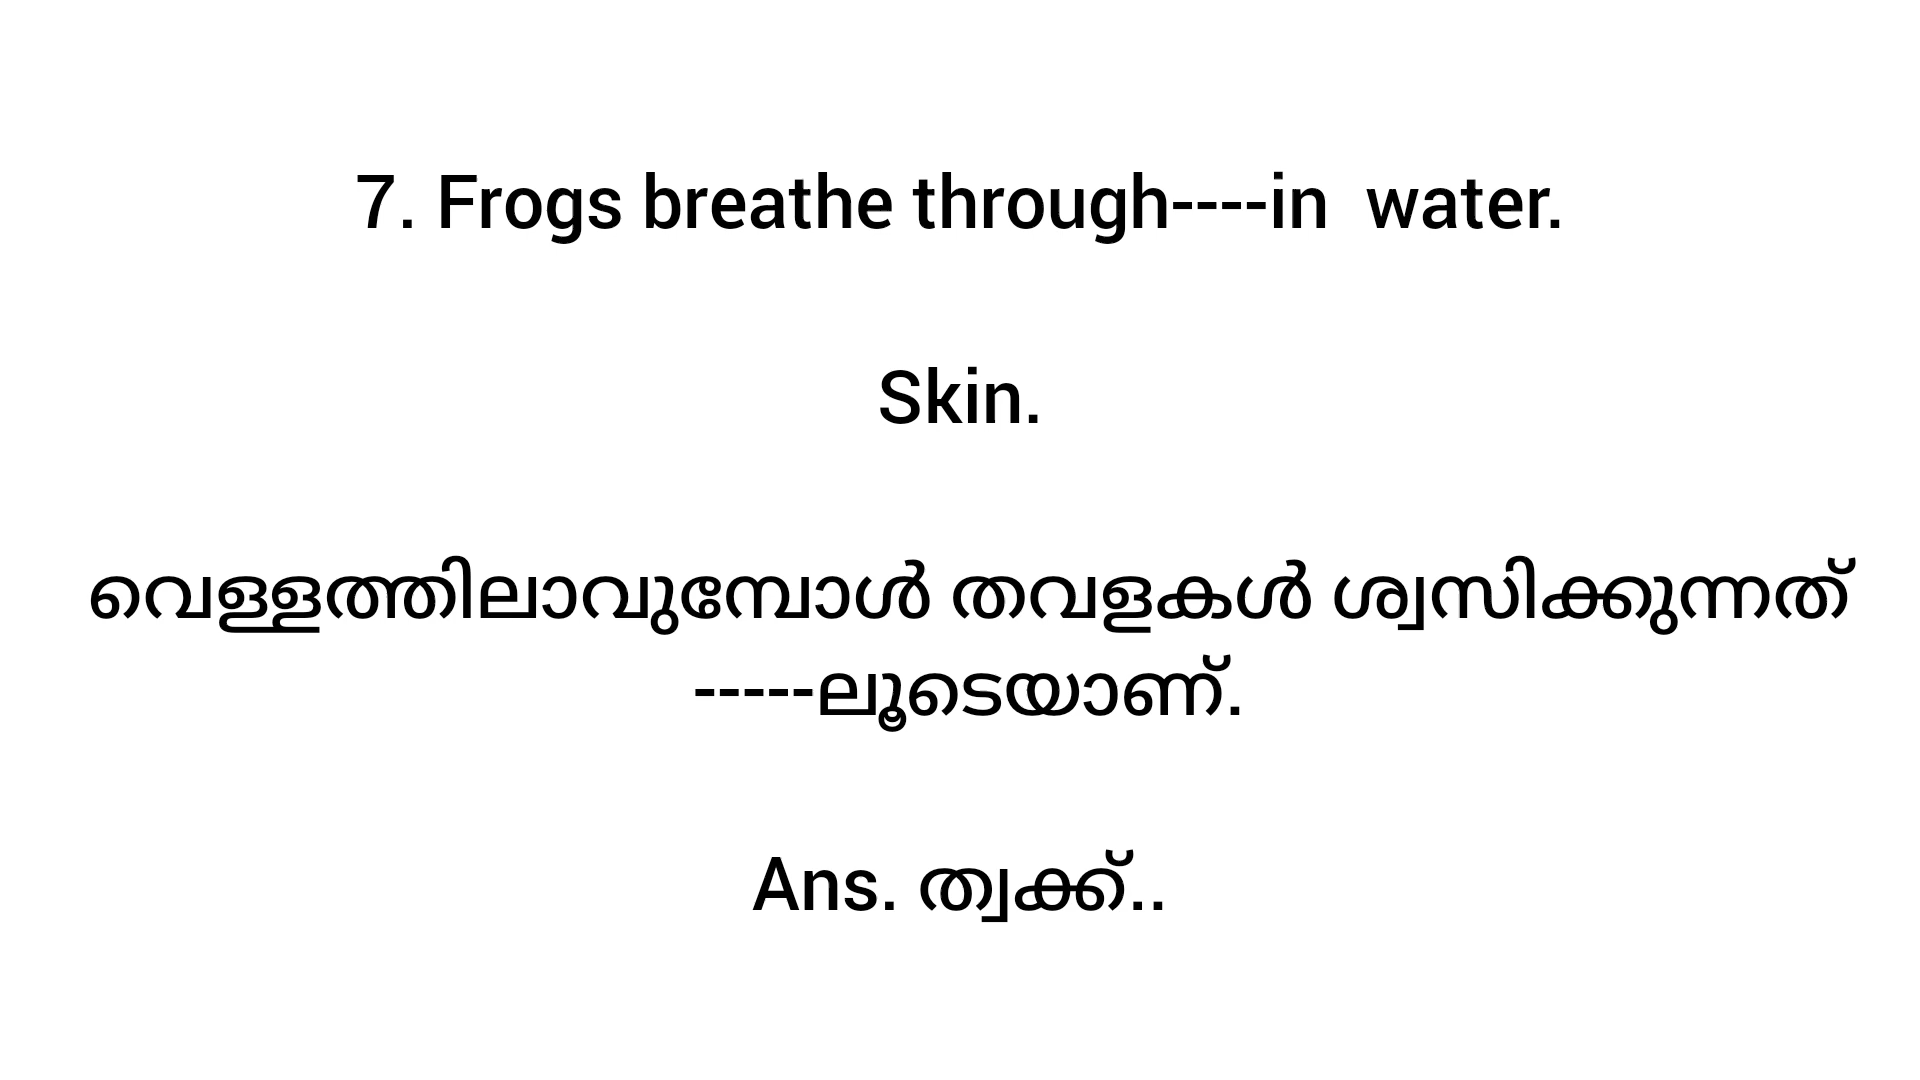 7. Frogs breathe through----in  water.
Skin.
വെള്ളത്തിലാവുമ്പോൾ തവളകൾ ശ്വസിക്കുന്നത്
-----ലൂടെയാണ്.
Ans. ത്വക്ക്..